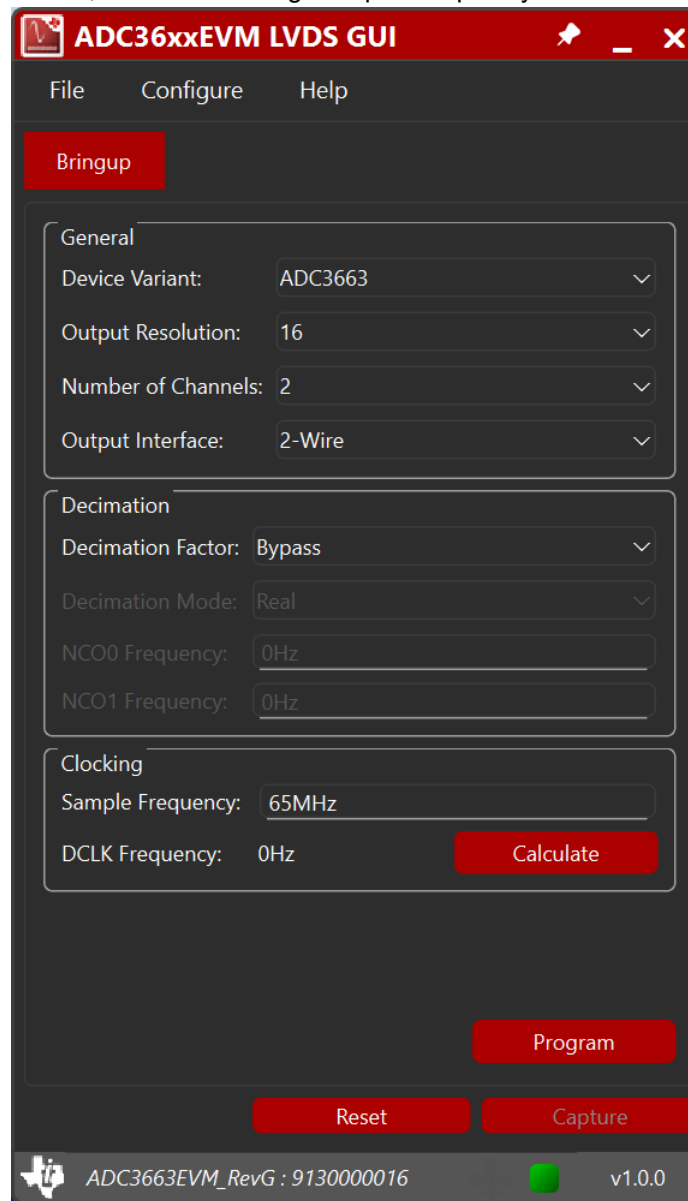 ADC36xxEVM LVDS GUI
File Configure Help
Bringup
General
Device Variant: ADC3663
Output Resolution: 16
Number of Channels: 2
Output Interface: 2-Wire
Decimation
Decimation Factor: Bypass
Decimation Mode: Real
NCO0 Frequency: 0Hz
NCO1 Frequency: 0Hz
Clocking
Sample Frequency: 65MHz
DCLK Frequency: 0Hz Calculate
Program
Reset Capture
ADC3663EVM_RevG : 9130000016 v1.0.0